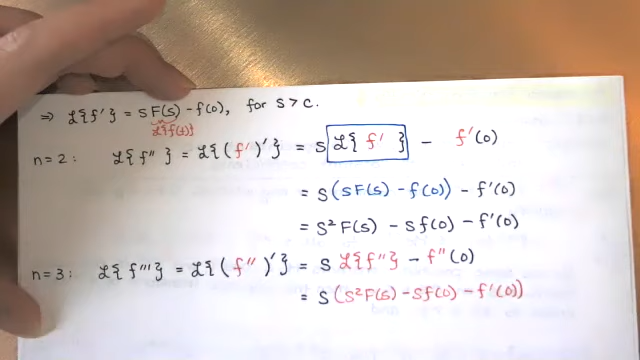 ⇒ ℒ{f'} = sF(s) - f(0), for s > c.
ℒ{f(t)}
n=2: ℒ{f''} = ℒ{(f')'} = s ℒ{f'} - f'(0)
= s(sF(s) - f(0)) - f'(0)
= s²F(s) - sf(0) - f'(0)
n=3: ℒ{f'''} = ℒ{(f'')'} = s ℒ{f''} - f''(0)
= s(s²F(s) - sf(0) - f'(0))